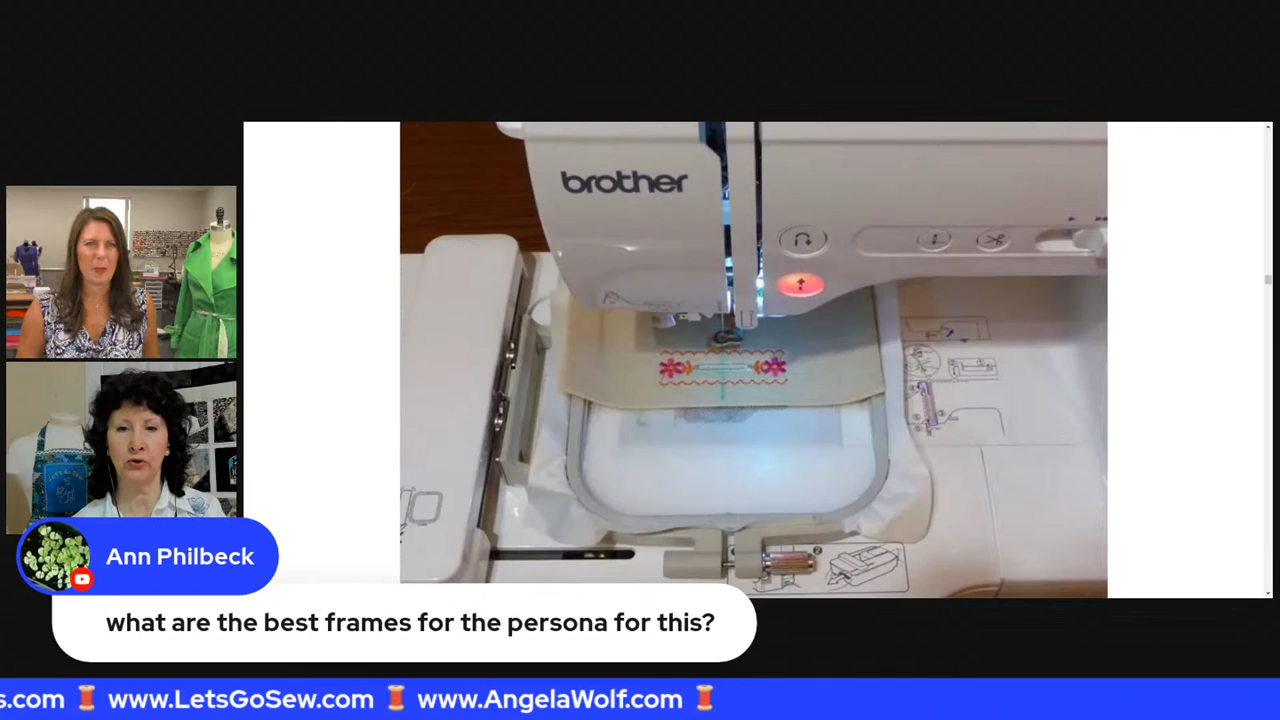 brother
Ann Philbeck
what are the best frames for the persona for this?
s.com www.LetsGoSew.com www.AngelaWolf.com